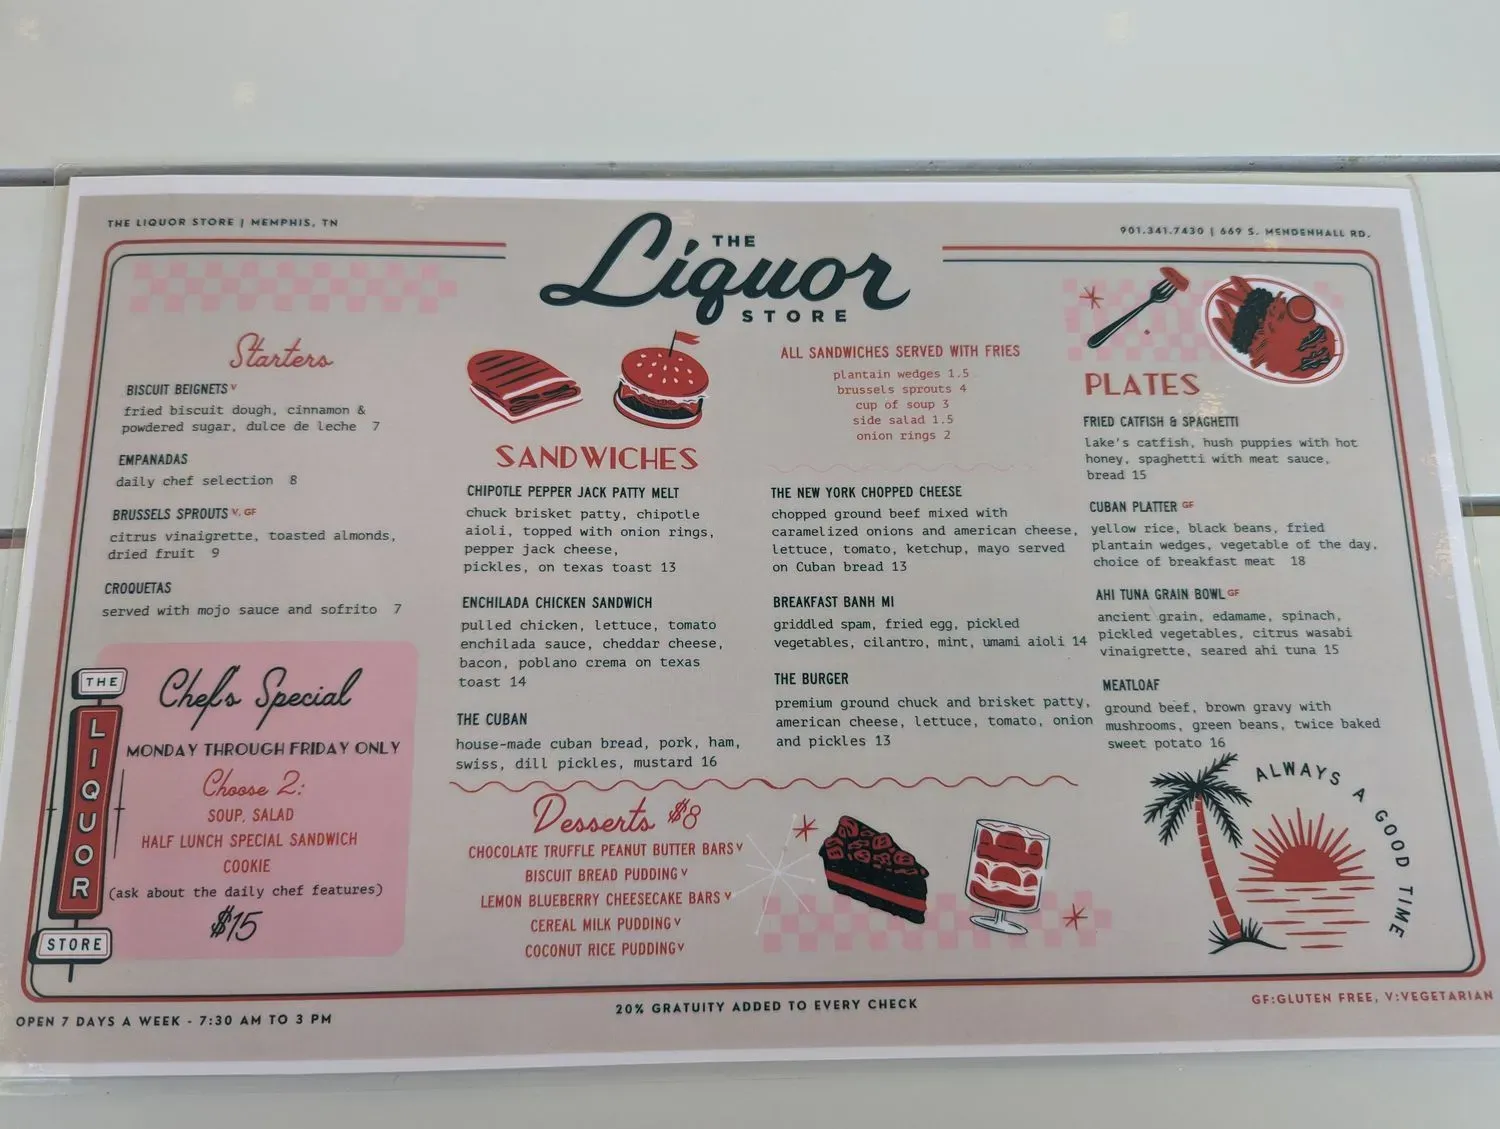 THE LIQUOR STORE | MEMPHIS, TN
901.341.7430 | 669 S. MENDENHALL RD.
THE
Liquor
STORE
Starters
BISCUIT BEIGNETS V
fried biscuit dough, cinnamon &
powdered sugar, dulce de leche 7
EMPANADAS
daily chef selection 8
BRUSSELS SPROUTS V, GF
citrus vinaigrette, toasted almonds,
dried fruit 9
CROQUETAS
served with mojo sauce and sofrito 7
THE
LIQUOR
STORE
Chef's Special
MONDAY THROUGH FRIDAY ONLY
Choose 2:
SOUP, SALAD
HALF LUNCH SPECIAL SANDWICH
COOKIE
(ask about the daily chef features)
$15
SANDWICHES
CHIPOTLE PEPPER JACK PATTY MELT
chuck brisket patty, chipotle
aioli, topped with onion rings,
pepper jack cheese,
pickles, on texas toast 13
ENCHILADA CHICKEN SANDWICH
pulled chicken, lettuce, tomato
enchilada sauce, cheddar cheese,
bacon, poblano crema on texas
toast 14
THE CUBAN
house-made cuban bread, pork, ham,
swiss, dill pickles, mustard 16
ALL SANDWICHES SERVED WITH FRIES
plantain wedges 1.5
brussels sprouts 4
cup of soup 3
side salad 1.5
onion rings 2
THE NEW YORK CHOPPED CHEESE
chopped ground beef mixed with
caramelized onions and american cheese,
lettuce, tomato, ketchup, mayo served
on Cuban bread 13
BREAKFAST BANH MI
griddled spam, fried egg, pickled
vegetables, cilantro, mint, umami aioli 14
THE BURGER
premium ground chuck and brisket patty,
american cheese, lettuce, tomato, onion
and pickles 13
Desserts $8
CHOCOLATE TRUFFLE PEANUT BUTTER BARS V
BISCUIT BREAD PUDDING V
LEMON BLUEBERRY CHEESECAKE BARS V
CEREAL MILK PUDDING V
COCONUT RICE PUDDING V
PLATES
FRIED CATFISH & SPAGHETTI
lake's catfish, hush puppies with hot
honey, spaghetti with meat sauce,
bread 15
CUBAN PLATTER GF
yellow rice, black beans, fried
plantain wedges, vegetable of the day,
choice of breakfast meat 18
AHI TUNA GRAIN BOWL GF
ancient grain, edamame, spinach,
pickled vegetables, citrus wasabi
vinaigrette, seared ahi tuna 15
MEATLOAF
ground beef, brown gravy with
mushrooms, green beans, twice baked
sweet potato 16
ALWAYS A GOOD TIME
OPEN 7 DAYS A WEEK - 7:30 AM TO 3 PM
20% GRATUITY ADDED TO EVERY CHECK
GF:GLUTEN FREE, V:VEGETARIAN